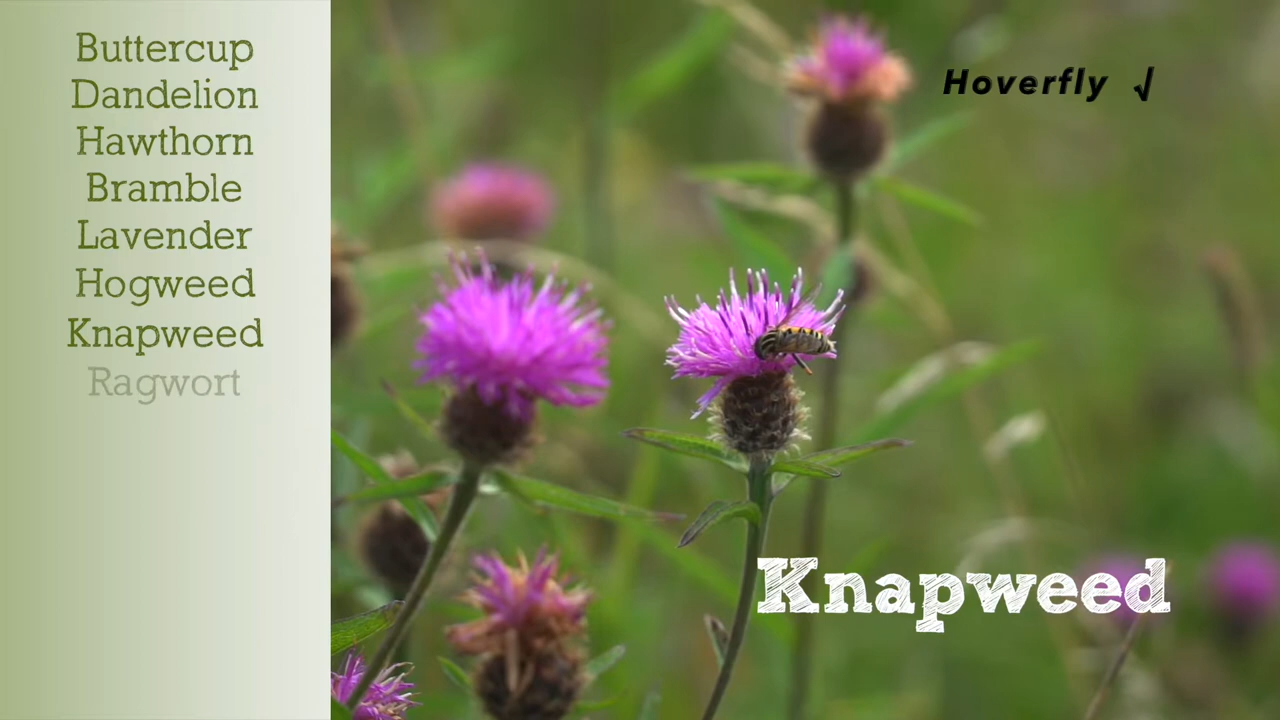 Buttercup
Dandelion
Hawthorn
Bramble
Lavender
Hogweed
Knapweed
Ragwort
Hoverfly √
Knapweed